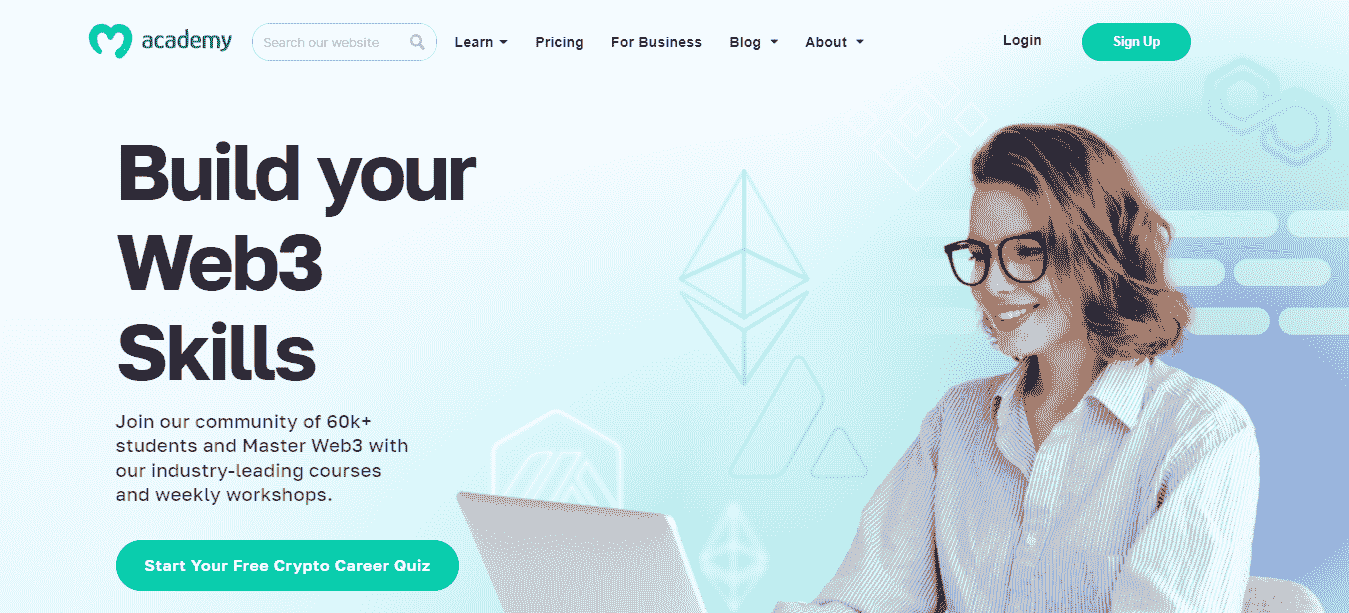 academy
Search our website
Learn
Pricing
For Business
Blog
About
Login
Sign Up
Build your
Web3
Skills
Join our community of 60k+
students and Master Web3 with
our industry-leading courses
and weekly workshops.
Start Your Free Crypto Career Quiz